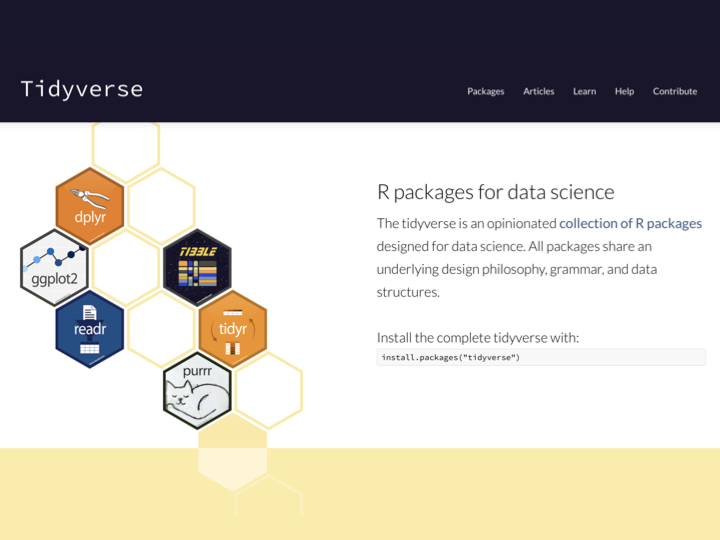 Tidyverse
Packages Articles Learn Help Contribute
dplyr
ggplot2
TIBBLE
readr
tidyr
purrr
R packages for data science
The tidyverse is an opinionated collection of R packages
designed for data science. All packages share an
underlying design philosophy, grammar, and data
structures.
Install the complete tidyverse with:
install.packages("tidyverse")